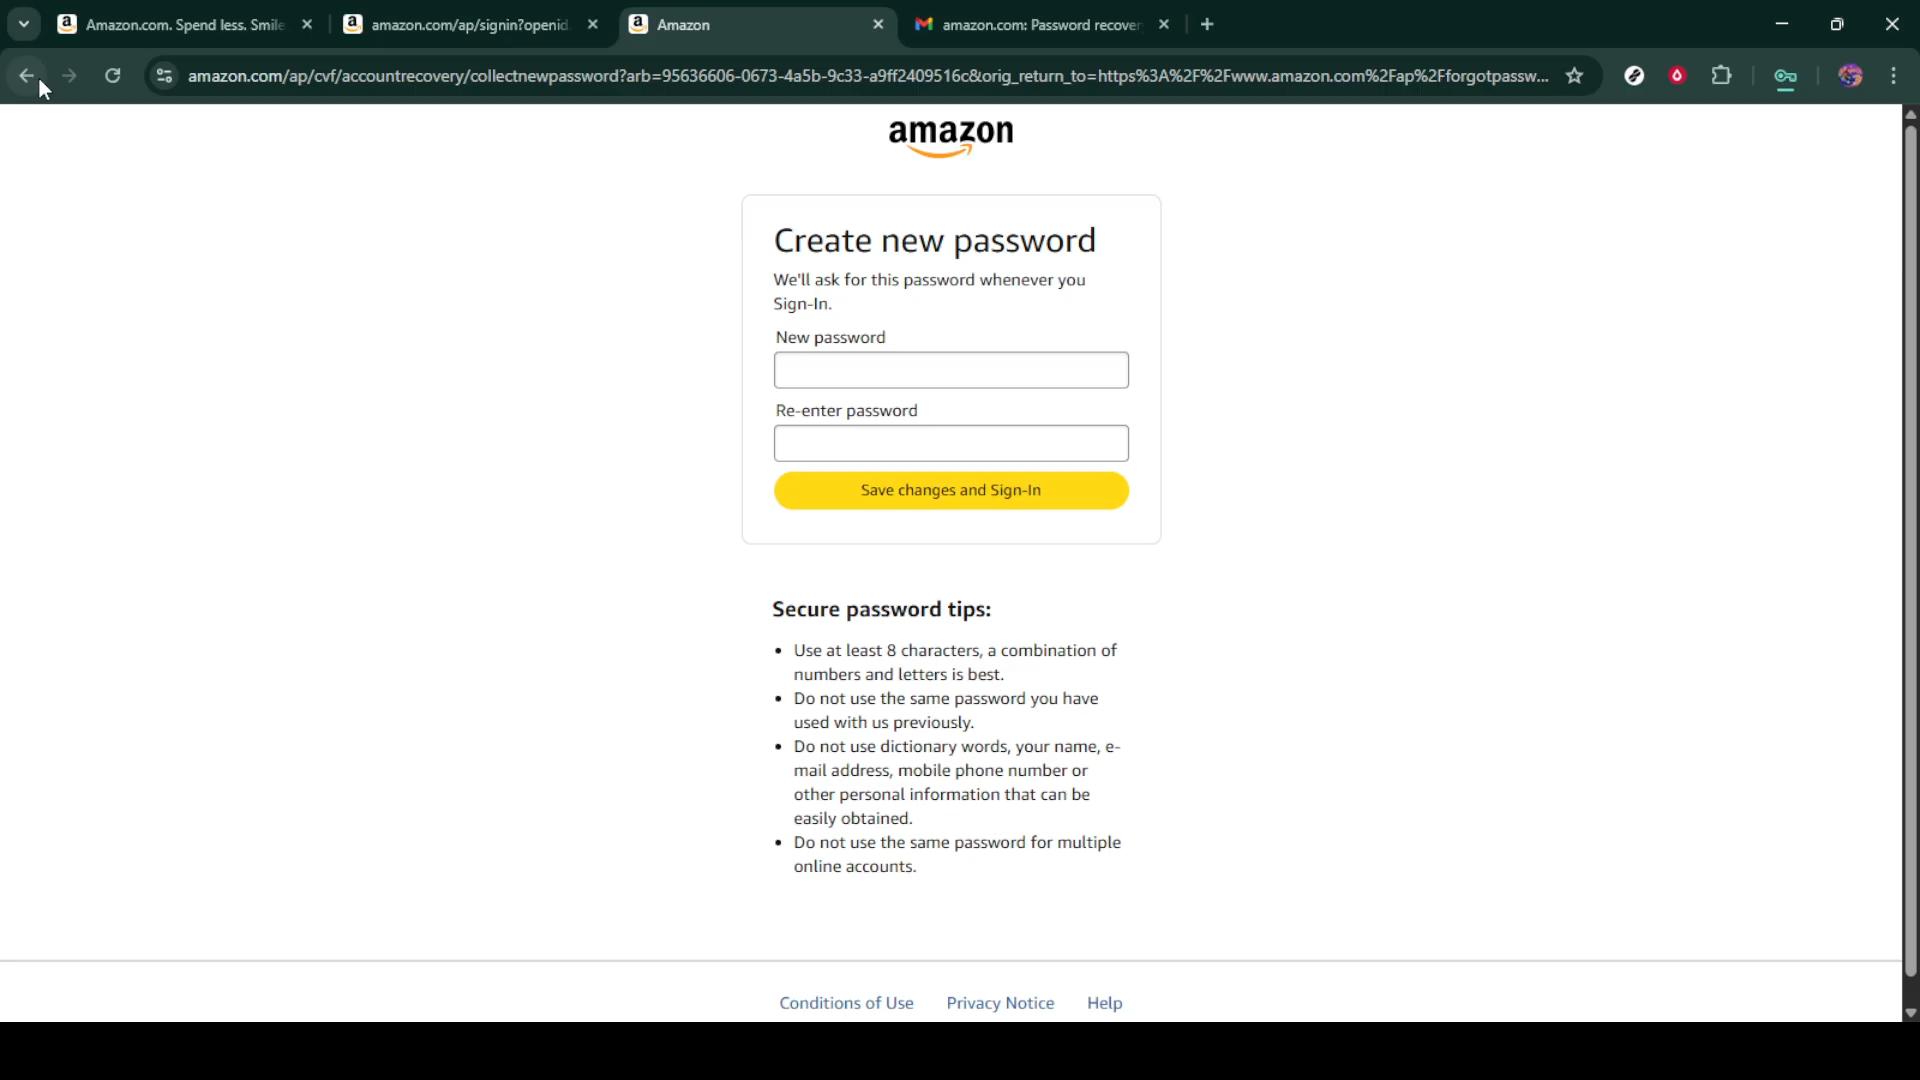 Amazon.com. Spend less. Smile
amazon.com/ap/signin?openid.
Amazon
amazon.com: Password recover
amazon.com/ap/cvf/accountrecovery/collectnewpassword?arb=95636606-0673-4a5b-9c33-a9ff2409516c&orig_return_to=https%3A%2F%2Fwww.amazon.com%2Fap%2Fforgotpassw...
amazon
Create new password
We'll ask for this password whenever you
Sign-In.
New password
Re-enter password
Save changes and Sign-In
Secure password tips:
• Use at least 8 characters, a combination of
numbers and letters is best.
• Do not use the same password you have
used with us previously.
• Do not use dictionary words, your name, e-
mail address, mobile phone number or
other personal information that can be
easily obtained.
• Do not use the same password for multiple
online accounts.
Conditions of Use Privacy Notice Help